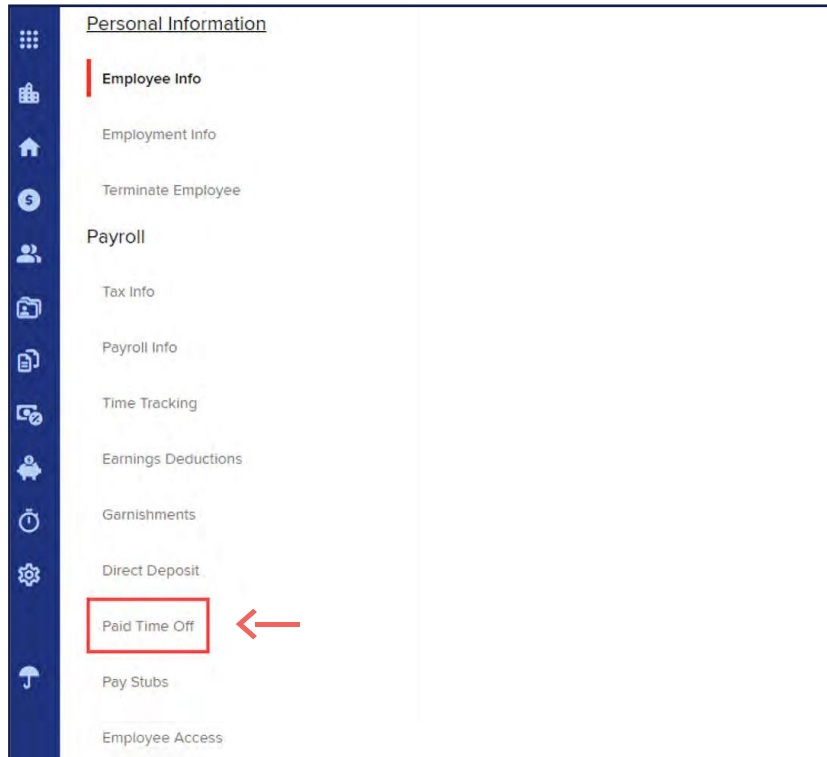 Personal Information
Employee Info
Employment Info
Terminate Employee
Payroll
Tax Info
Payroll Info
Time Tracking
Earnings Deductions
Garnishments
Direct Deposit
Paid Time Off
Pay Stubs
Employee Access